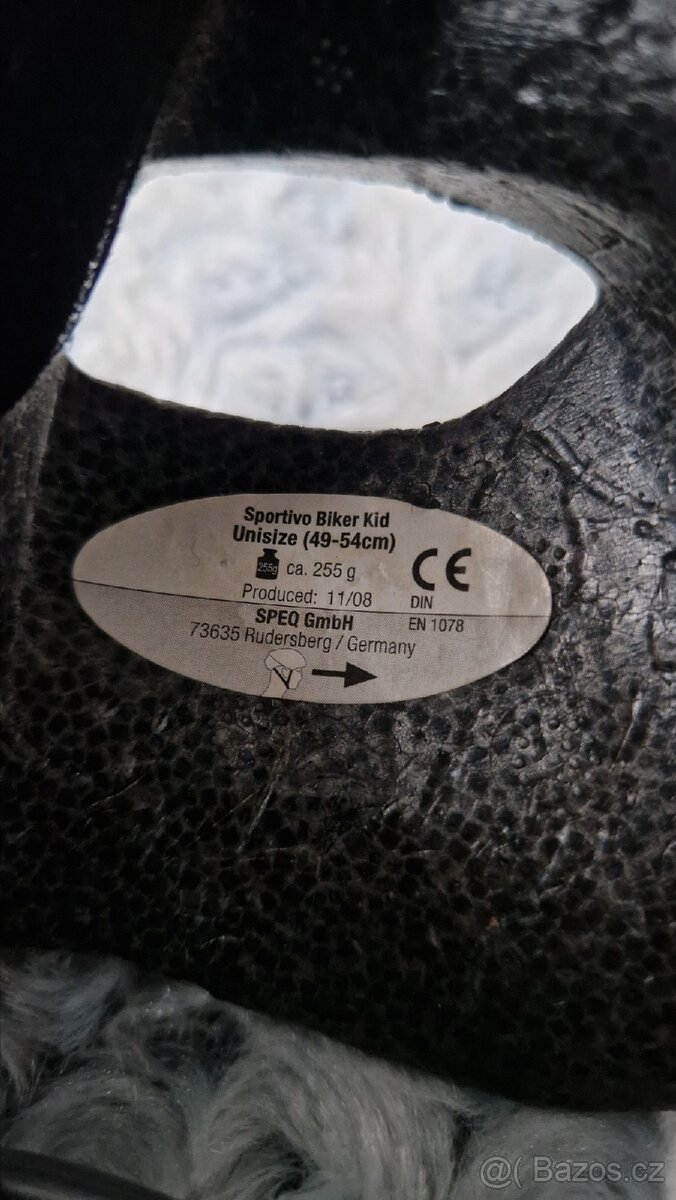 Sportivo Biker Kid
Unisize (49-54cm)
255g ca. 255 g
CE
Produced: 11/08
DIN
EN 1078
SPEQ GmbH
73635 Rudersberg / Germany
@( Bazos.cz